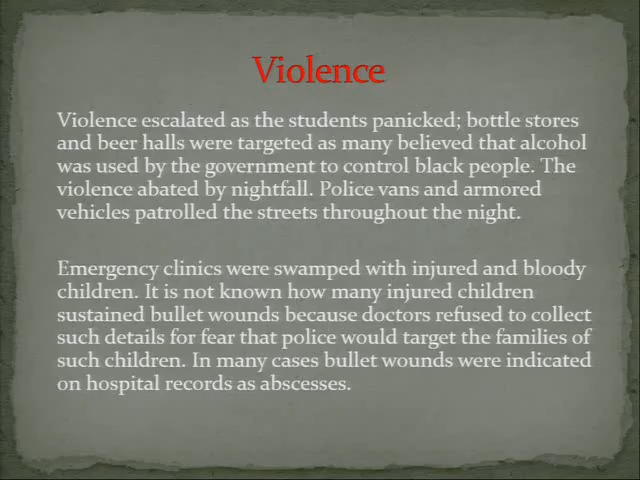 Violence
Violence escalated as the students panicked; bottle stores
and beer halls were targeted as many believed that alcohol
was used by the government to control black people. The
violence abated by nightfall. Police vans and armored
vehicles patrolled the streets throughout the night.
Emergency clinics were swamped with injured and bloody
children. It is not known how many injured children
sustained bullet wounds because doctors refused to collect
such details for fear that police would target the families of
such children. In many cases bullet wounds were indicated
on hospital records as abscesses.